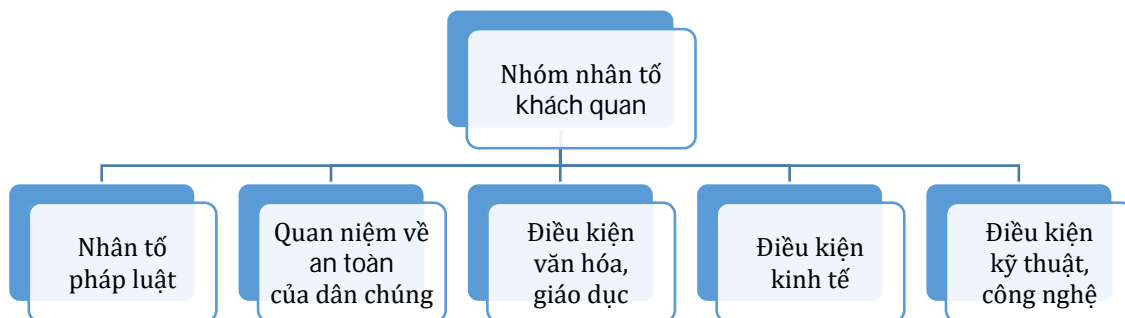 Nhóm nhân tố
khách quan
Nhân tố
pháp luật
Quan niệm về
an toàn
của dân chúng
Điều kiện
văn hóa,
giáo dục
Điều kiện
kinh tế
Điều kiện
kỹ thuật,
công nghệ